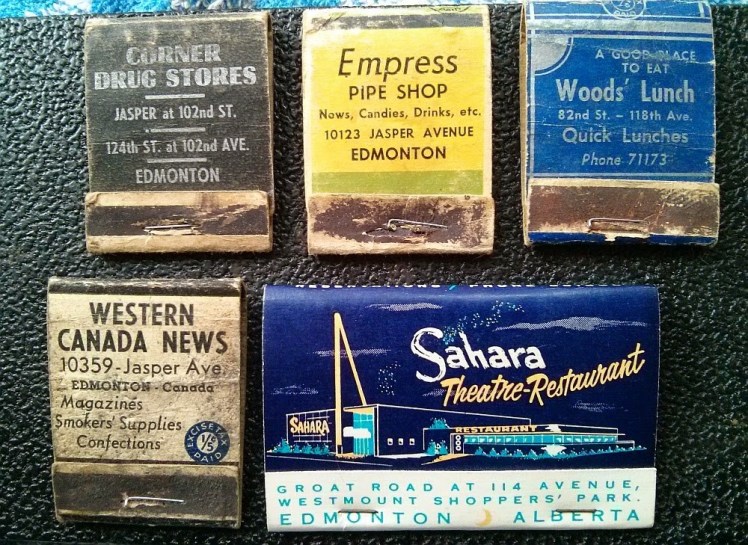 CORNER
DRUG STORES
JASPER at 102nd ST.
124th ST. at 102nd AVE.
EDMONTON
Empress
PIPE SHOP
Nows, Candies, Drinks, etc.
10123 JASPER AVENUE
EDMONTON
A GOOD PLACE
TO EAT
Woods' Lunch
82nd St. - 118th Ave.
Quick Lunches
Phone 71173
WESTERN
CANADA NEWS
10359-Jasper Ave.
EDMONTON - Canada
Magazines
Smokers' Supplies
Confections
EXCISE TAX
1/5¢
PAID
Sahara
Theatre-Restaurant
SAHARA
RESTAURANT
GROAT ROAD AT 114 AVENUE,
WESTMOUNT SHOPPERS' PARK.
EDMONTON ALBERTA